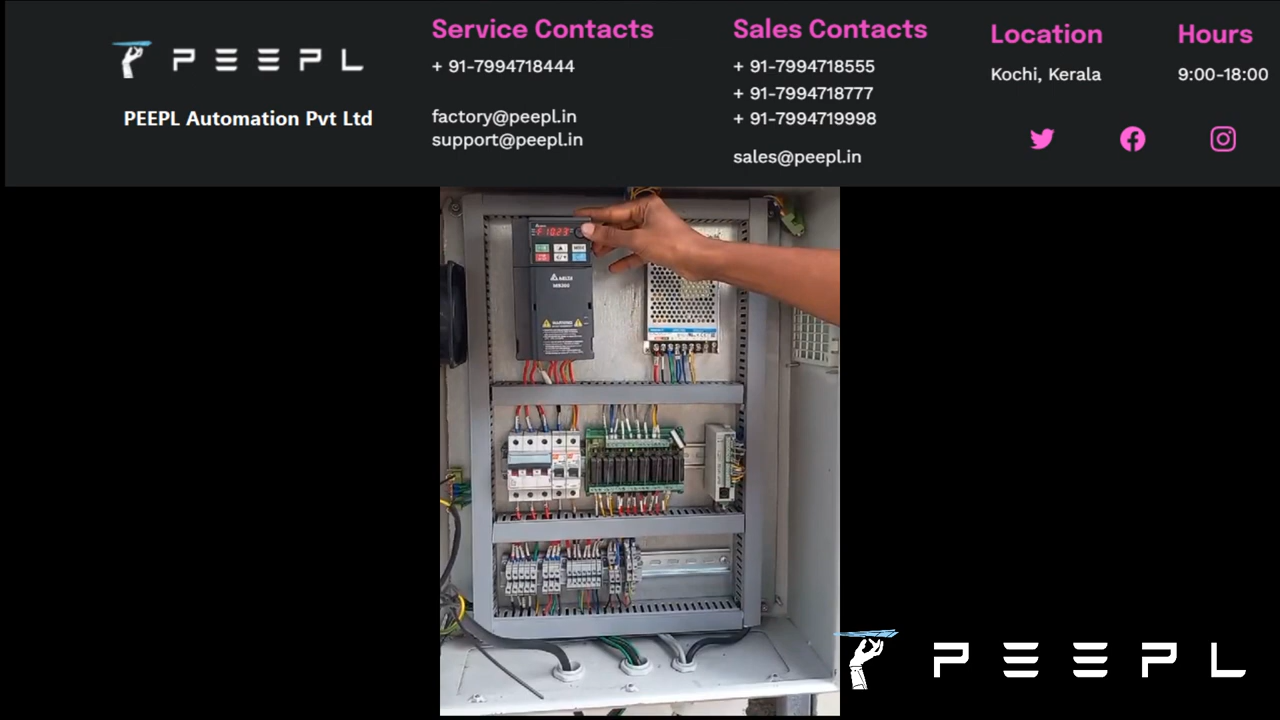 PEEPL
PEEPL Automation Pvt Ltd
Service Contacts
+ 91-7994718444
factory@peepl.in
support@peepl.in
Sales Contacts
+ 91-7994718555
+ 91-7994718777
+ 91-7994719998
sales@peepl.in
Location
Kochi, Kerala
Hours
9:00-18:00
WARNING
PEEPL